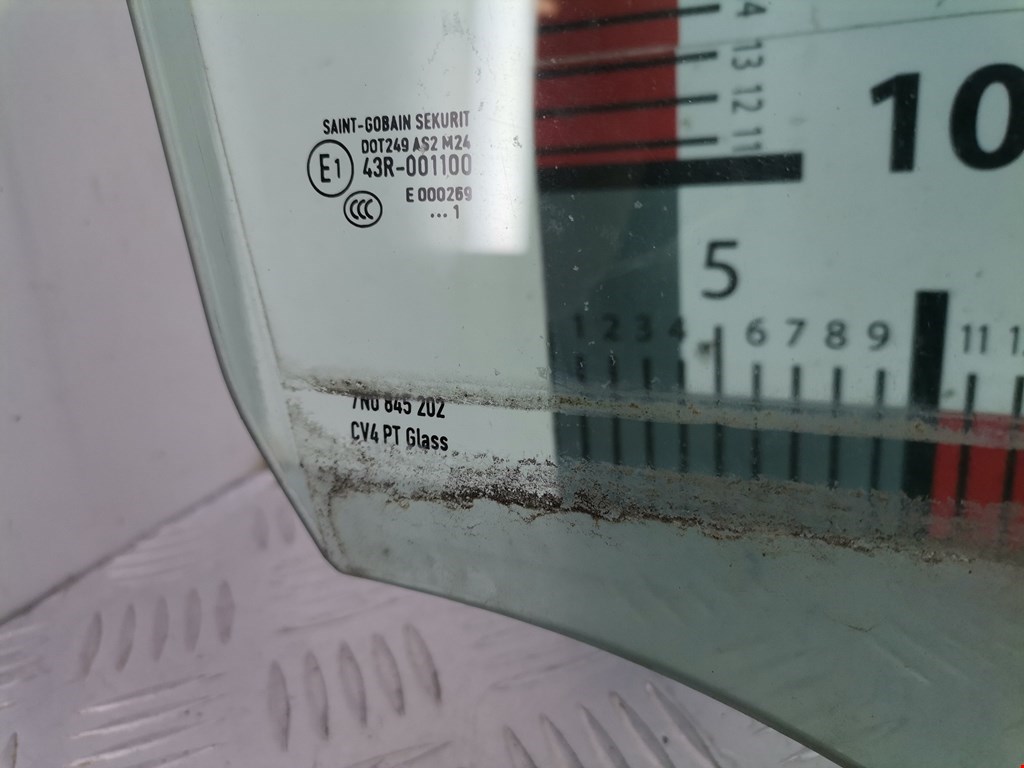 SAINT-GOBAIN SEKURIT
DOT249 AS2 M24
E1 43R-001100
E 000269
CCC
... 1
7N0 845 202
CV4 PT Glass
14
13
12
11
10
5
1 2 3 4 6 7 8 9 11